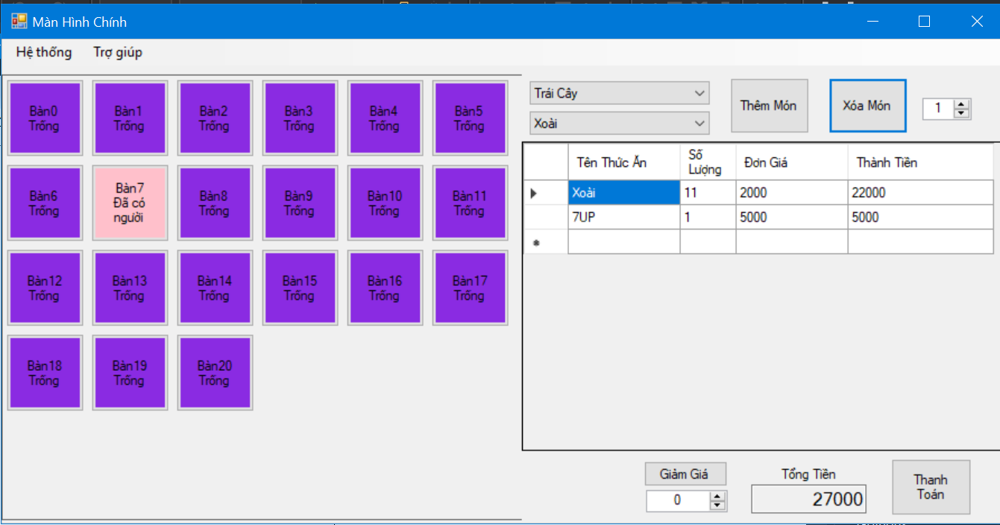 Màn Hình Chính
Hệ thống Trợ giúp
Bàn0
Trống
Bàn1
Trống
Bàn2
Trống
Bàn3
Trống
Bàn4
Trống
Bàn5
Trống
Bàn6
Trống
Bàn7
Đã có
người
Bàn8
Trống
Bàn9
Trống
Bàn10
Trống
Bàn11
Trống
Bàn12
Trống
Bàn13
Trống
Bàn14
Trống
Bàn15
Trống
Bàn16
Trống
Bàn17
Trống
Bàn18
Trống
Bàn19
Trống
Bàn20
Trống
Trái Cây
Xoài
Thêm Món
Xóa Món
1
Tên Thức Ăn Số Lượng Đơn Giá Thành Tiền
Xoài 11 2000 22000
7UP 1 5000 5000
Giảm Giá
0
Tổng Tiền
27000
Thanh
Toán